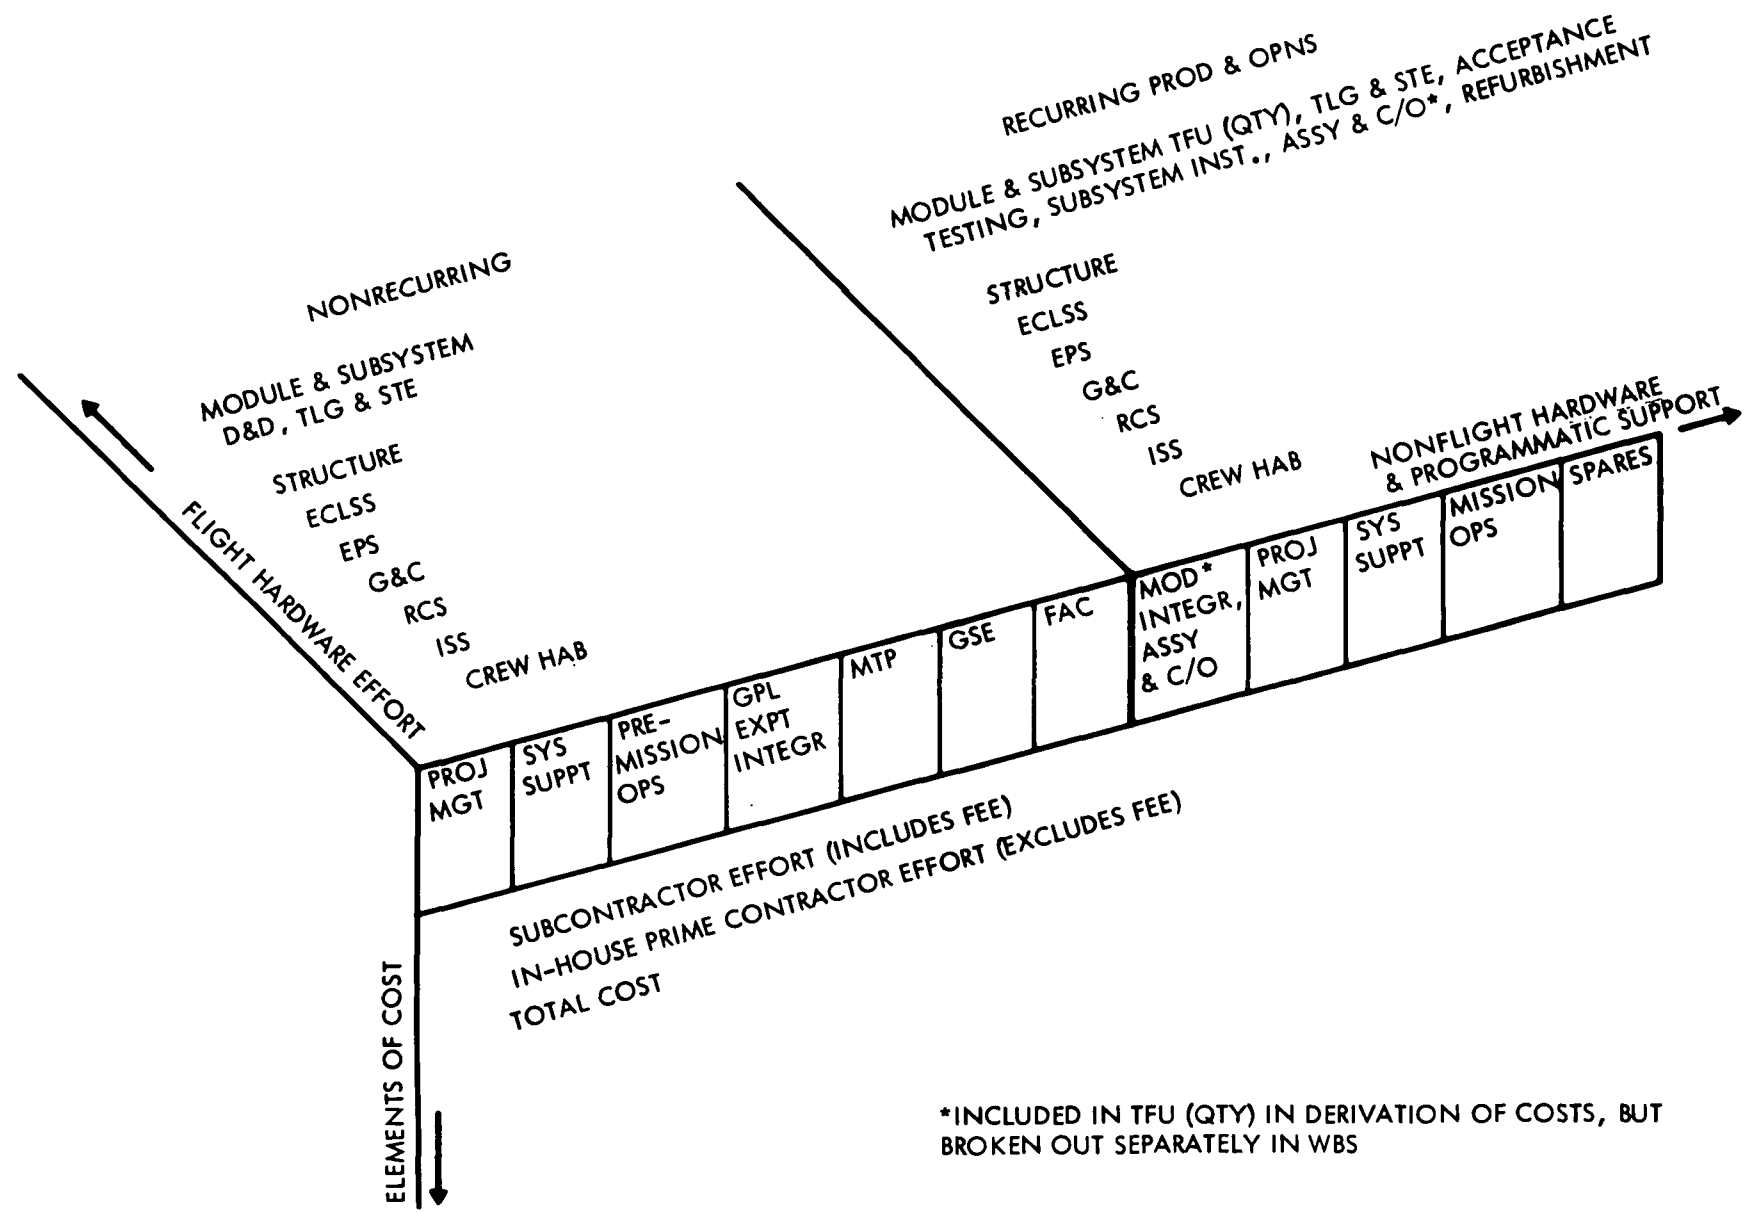 RECURRING PROD & OPNS
MODULE & SUBSYSTEM TFU (QTY), TLG & STE, ACCEPTANCE
TESTING, SUBSYSTEM INST., ASSY & C/O*, REFURBISHMENT
STRUCTURE
ECLSS
EPS
G&C
RCS
ISS
CREW HAB
NONRECURRING
MODULE & SUBSYSTEM
D&D, TLG & STE
STRUCTURE
ECLSS
EPS
G&C
RCS
ISS
CREW HAB
FLIGHT HARDWARE EFFORT
NONFLIGHT HARDWARE
& PROGRAMMATIC SUPPORT
PROJ
MGT
SYS
SUPPT
PRE-
MISSION
OPS
GPL
EXPT
INTEGR
MTP
GSE
FAC
MOD*
INTEGR,
ASSY
& C/O
PROJ
MGT
SYS
SUPPT
MISSION
OPS
SPARES
SUBCONTRACTOR EFFORT (INCLUDES FEE)
IN-HOUSE PRIME CONTRACTOR EFFORT (EXCLUDES FEE)
TOTAL COST
ELEMENTS OF COST
*INCLUDED IN TFU (QTY) IN DERIVATION OF COSTS, BUT
BROKEN OUT SEPARATELY IN WBS